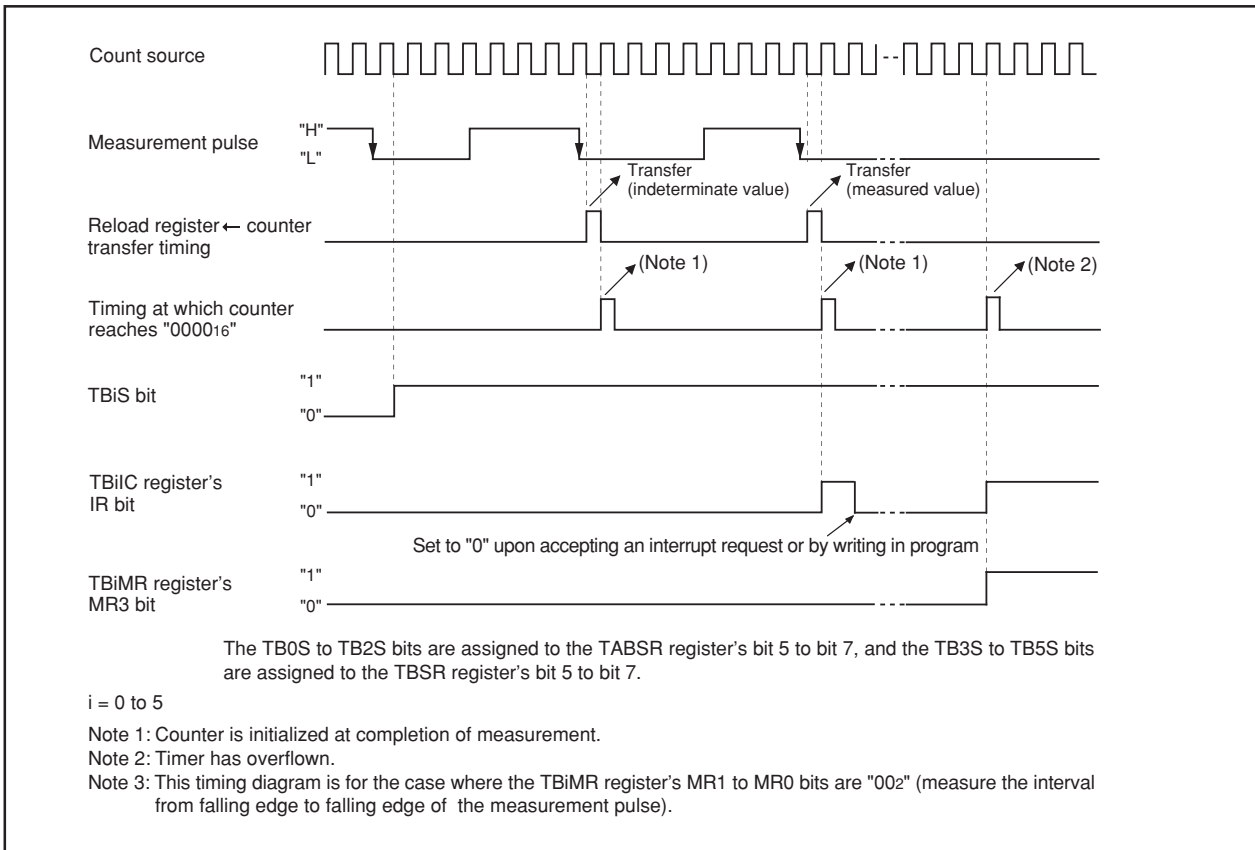 Count source
Measurement pulse
"H"
"L"
Transfer
(indeterminate value)
Transfer
(measured value)
Reload register ← counter
transfer timing
(Note 1)
(Note 1)
(Note 2)
Timing at which counter
reaches "0000₁₆"
TBiS bit
"1"
"0"
TBiIC register's
IR bit
"1"
"0"
Set to "0" upon accepting an interrupt request or by writing in program
TBiMR register's
MR3 bit
"1"
"0"
The TB0S to TB2S bits are assigned to the TABSR register's bit 5 to bit 7, and the TB3S to TB5S bits
are assigned to the TBSR register's bit 5 to bit 7.
i = 0 to 5
Note 1: Counter is initialized at completion of measurement.
Note 2: Timer has overflown.
Note 3: This timing diagram is for the case where the TBiMR register's MR1 to MR0 bits are "00₂" (measure the interval
from falling edge to falling edge of the measurement pulse).